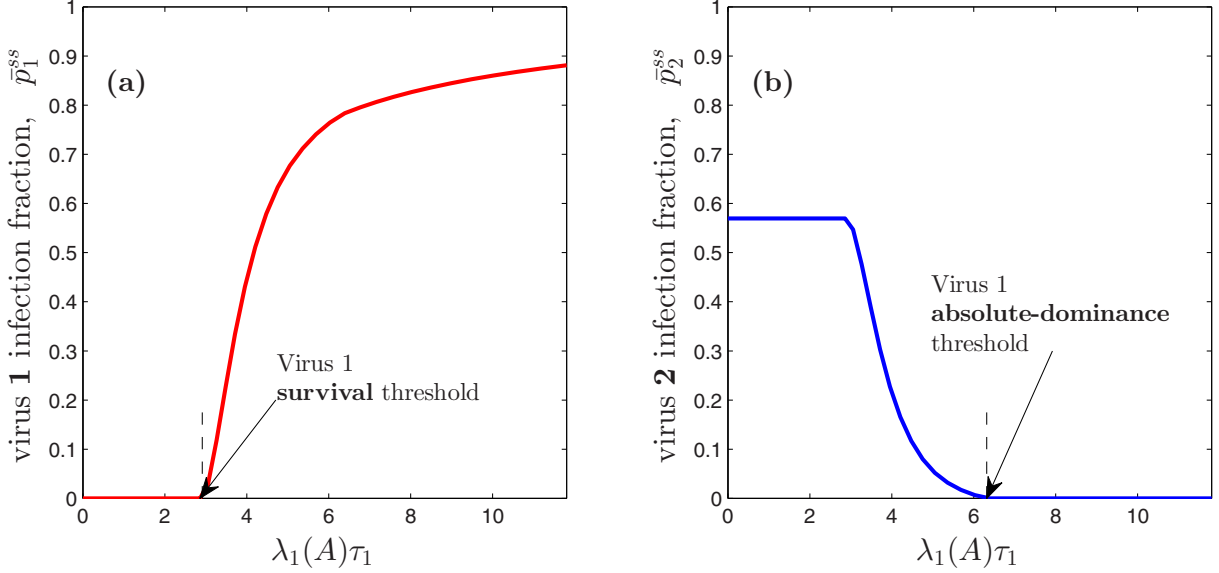 virus 1 infection fraction, p̄₁ˢˢ
1
0.9
0.8
0.7
0.6
0.5
0.4
0.3
0.2
0.1
0
(a)
Virus 1
survival threshold
0 2 4 6 8 10
λ₁(A)τ₁
virus 2 infection fraction, p̄₂ˢˢ
1
0.9
0.8
0.7
0.6
0.5
0.4
0.3
0.2
0.1
0
(b)
Virus 1
absolute-dominance
threshold
0 2 4 6 8 10
λ₁(A)τ₁